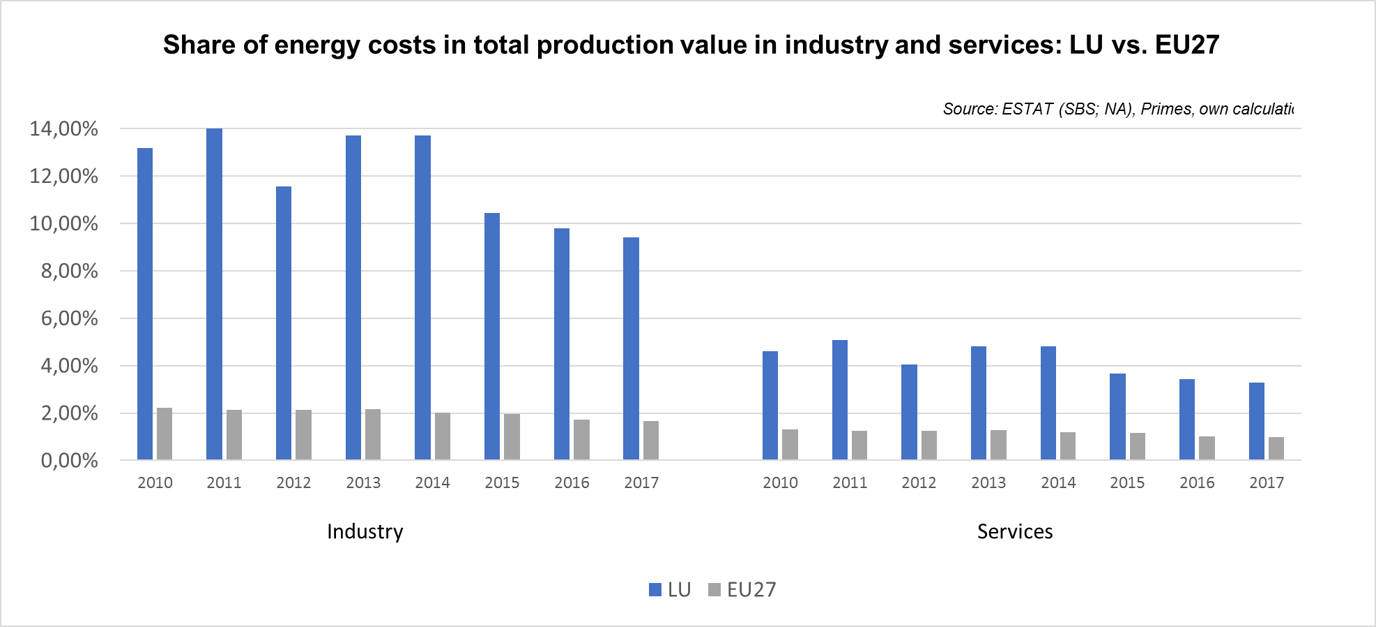 Share of energy costs in total production value in industry and services: LU vs. EU27
Source: ESTAT (SBS; NA), Primes, own calculati
14,00%
12,00%
10,00%
8,00%
6,00%
4,00%
2,00%
0,00%
2010 2011 2012 2013 2014 2015 2016 2017 2010 2011 2012 2013 2014 2015 2016 2017
Industry Services
LU EU27